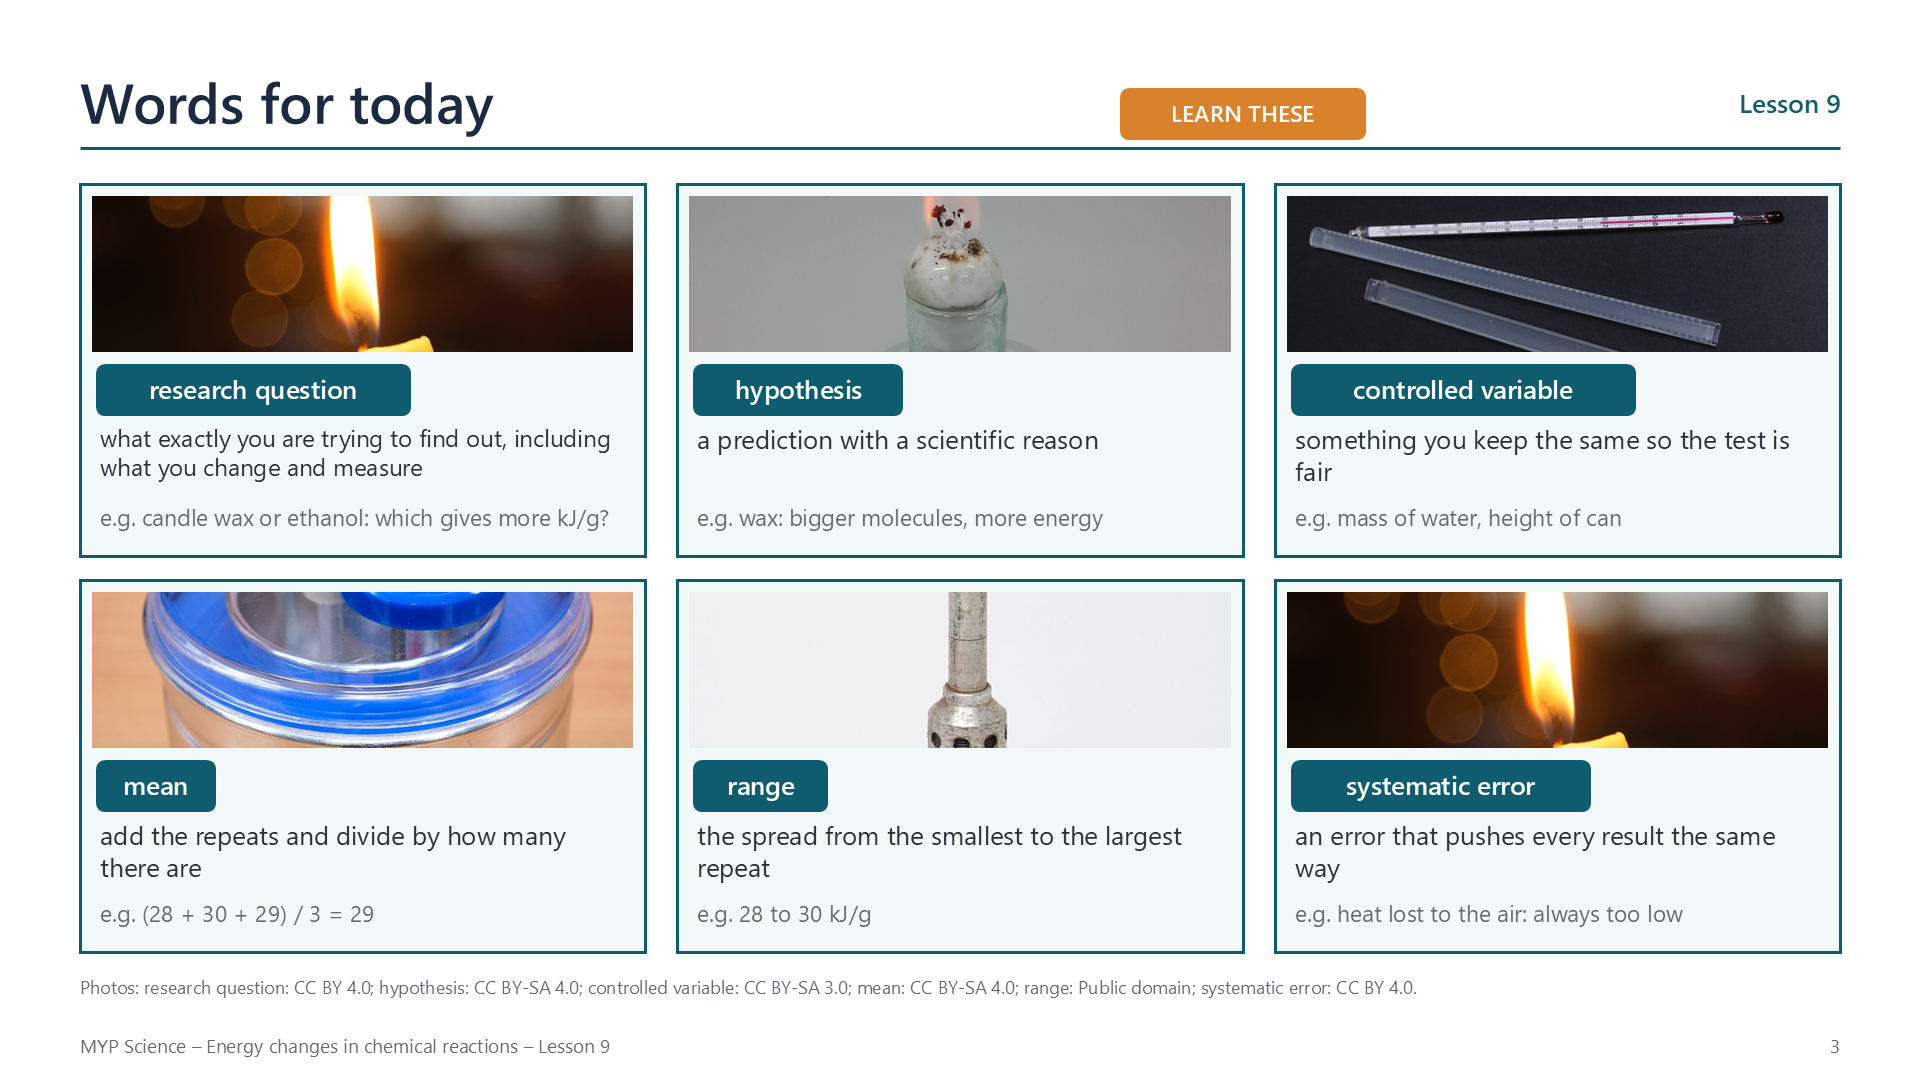 Words for today
LEARN THESE
Lesson 9
research question
what exactly you are trying to find out, including
what you change and measure
e.g. candle wax or ethanol: which gives more kJ/g?
hypothesis
a prediction with a scientific reason
e.g. wax: bigger molecules, more energy
controlled variable
something you keep the same so the test is
fair
e.g. mass of water, height of can
mean
add the repeats and divide by how many
there are
e.g. (28 + 30 + 29) / 3 = 29
range
the spread from the smallest to the largest
repeat
e.g. 28 to 30 kJ/g
systematic error
an error that pushes every result the same
way
e.g. heat lost to the air: always too low
Photos: research question: CC BY 4.0; hypothesis: CC BY-SA 4.0; controlled variable: CC BY-SA 3.0; mean: CC BY-SA 4.0; range: Public domain; systematic error: CC BY 4.0.
MYP Science – Energy changes in chemical reactions – Lesson 9
3